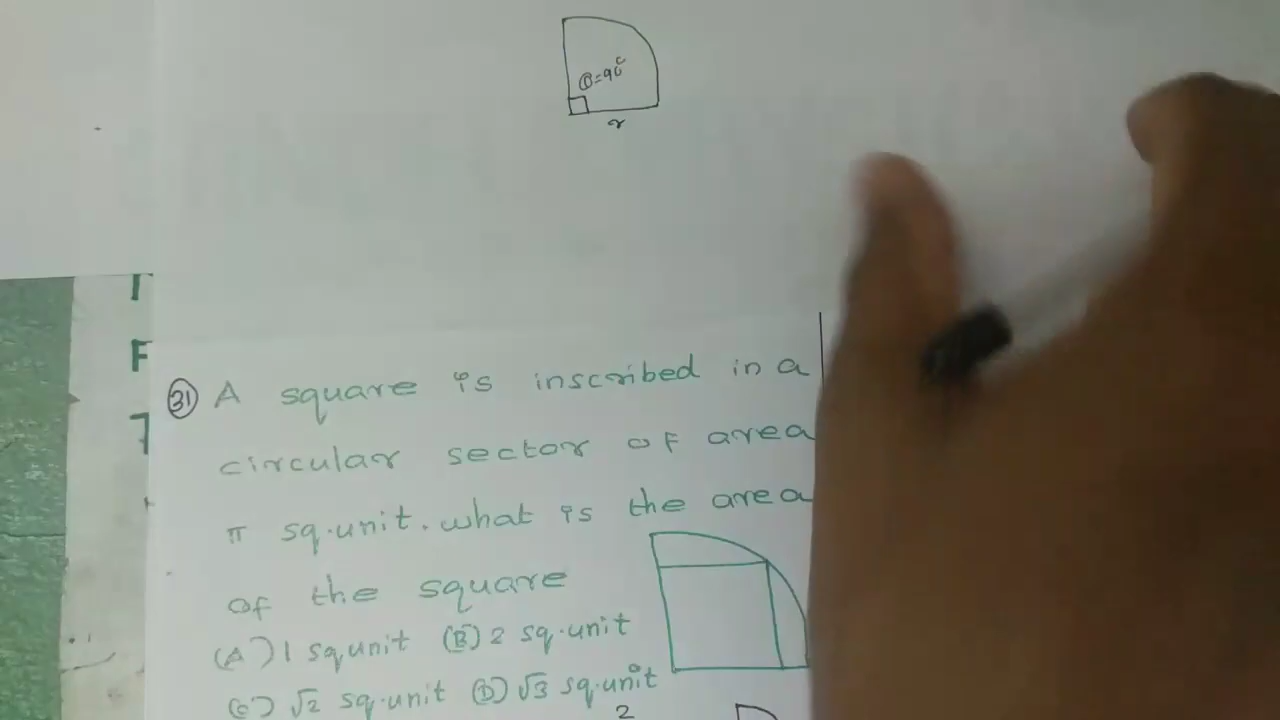 θ=90°
r
31 A square is inscribed in a
circular sector of area
π sq.unit. what is the area
of the square
(A) 1 sq unit (B) 2 sq.unit
(C) √2 sq.unit (D) √3 sq.unit
2